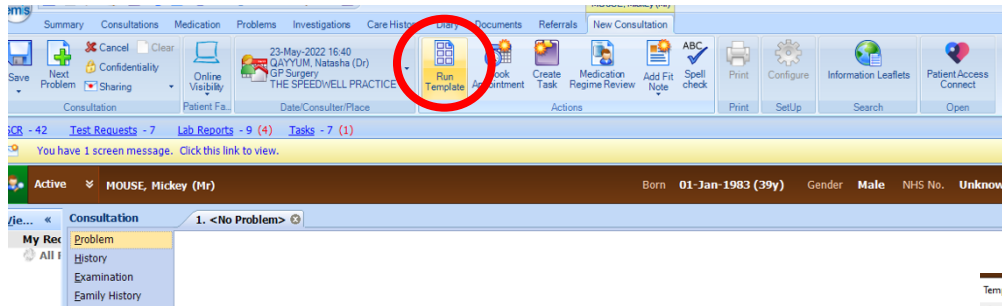 emis
MOUSE, Mickey (Mr)
Summary Consultations Medication Problems Investigations Care History Diary Documents Referrals New Consultation
Save
Next Problem
Cancel Clear
Confidentiality
Sharing
Online Visibility
23-May-2022 16:40
QAYYUM, Natasha (Dr)
GP Surgery
THE SPEEDWELL PRACTICE
Run Template
Book Appointment
Create Task
Medication Regime Review
Add Fit Note
ABC
Spell check
Print
Configure
Information Leaflets
Patient Access Connect
Consultation Patient Fa... Date/Consulter/Place Actions Print SetUp Search Open
SCR - 42 Test Requests - 7 Lab Reports - 9 (4) Tasks - 7 (1)
You have 1 screen message. Click this link to view.
Active MOUSE, Mickey (Mr) Born 01-Jan-1983 (39y) Gender Male NHS No. Unknow
Vie... « Consultation 1. <No Problem>
My Rec Problem
All History
Examination
Family History
Tem